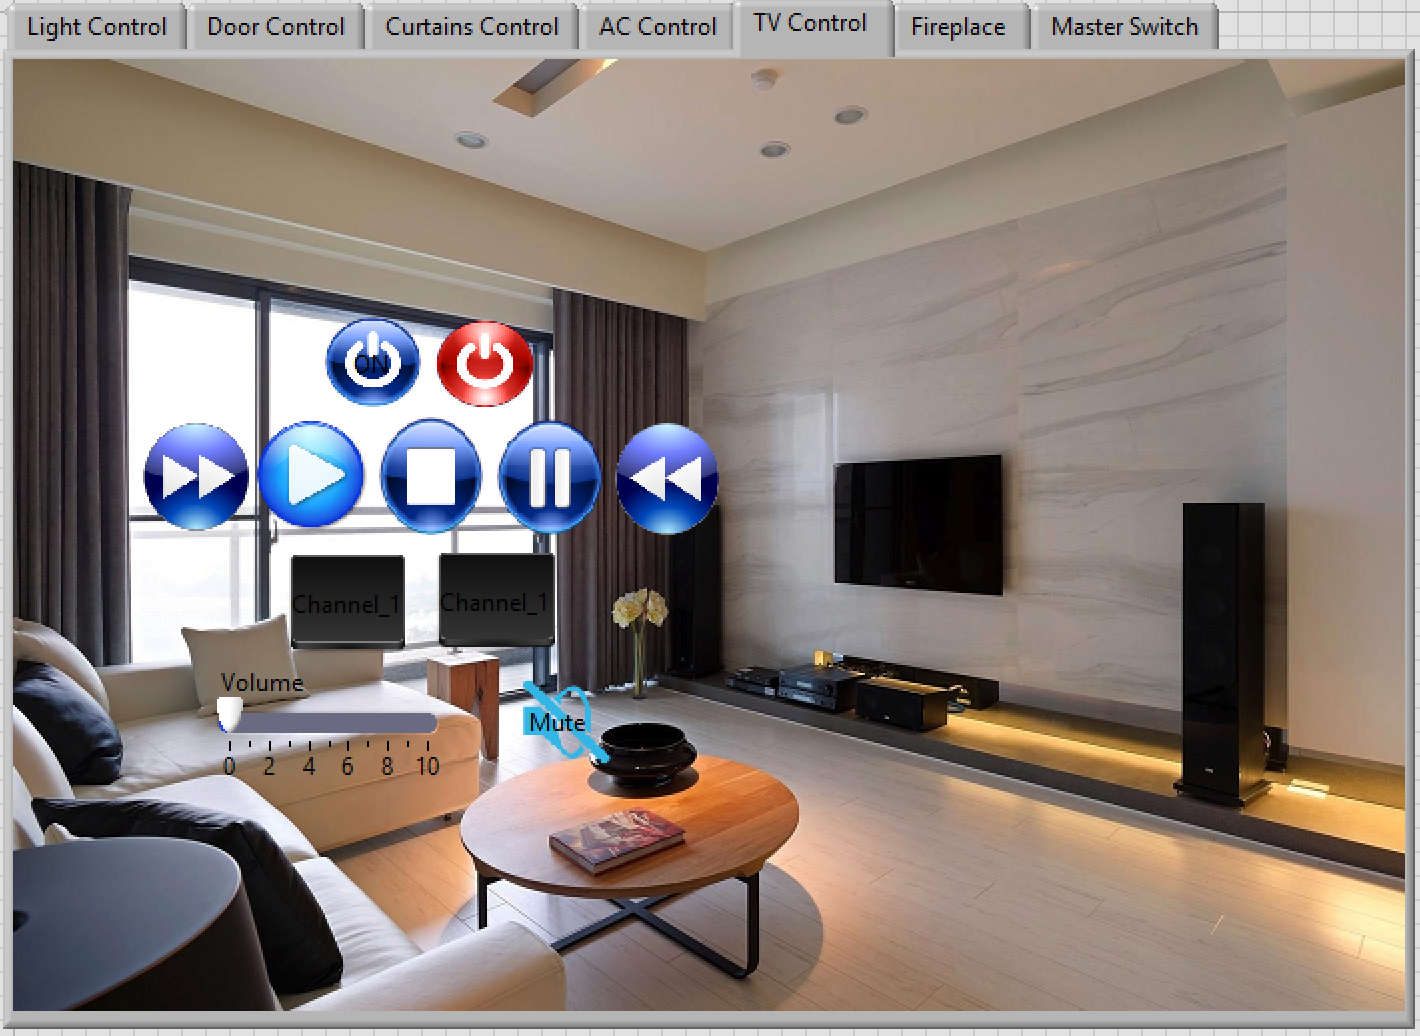 Light Control
Door Control
Curtains Control
AC Control
TV Control
Fireplace
Master Switch
ON
Channel_1
Channel_1
Volume
0 2 4 6 8 10
Mute